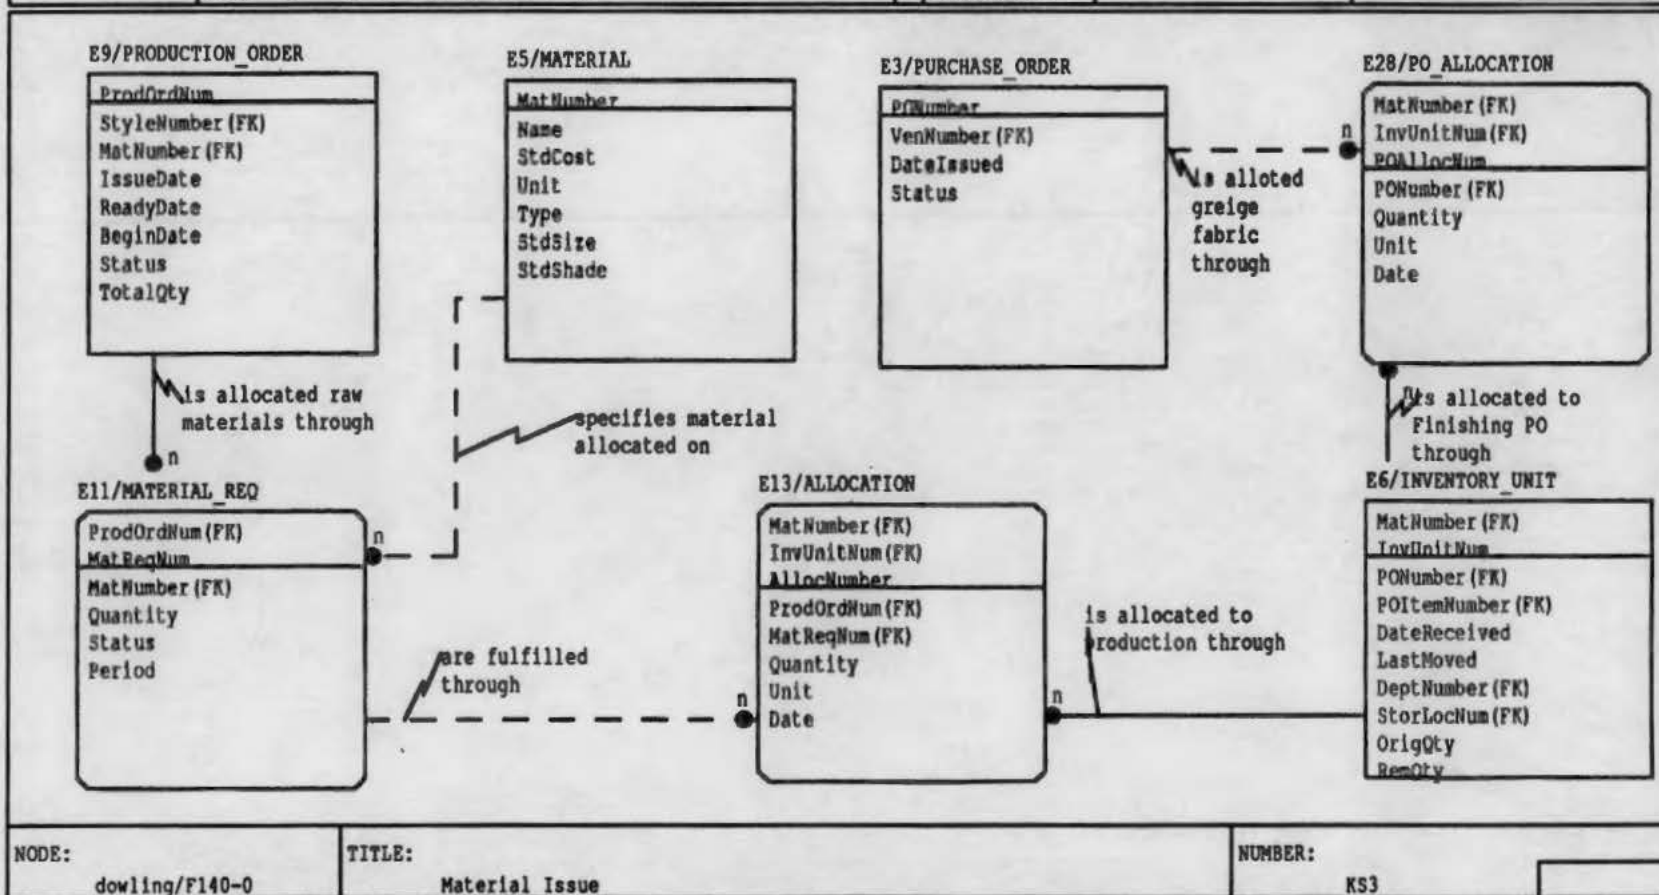 E9/PRODUCTION_ORDER
ProdOrdNum
StyleNumber(FK)
MatNumber(FK)
IssueDate
ReadyDate
BeginDate
Status
TotalQty
is allocated raw
materials through
n
E5/MATERIAL
MatNumber
Name
StdCost
Unit
Type
StdSize
StdShade
specifies material
allocated on
n
E3/PURCHASE_ORDER
PONumber
VenNumber(FK)
DateIssued
Status
is alloted
greige
fabric
through
n
E28/PO_ALLOCATION
MatNumber(FK)
InvUnitNum(FK)
POAllocNum
PONumber(FK)
Quantity
Unit
Date
n
is allocated to
Finishing PO
through
E11/MATERIAL_REQ
ProdOrdNum(FK)
MatReqNum
MatNumber(FK)
Quantity
Status
Period
are fulfilled
through
n
E13/ALLOCATION
MatNumber(FK)
InvUnitNum(FK)
AllocNumber
ProdOrdNum(FK)
MatReqNum(FK)
Quantity
Unit
Date
is allocated to
production through
n
E6/INVENTORY_UNIT
MatNumber(FK)
InvUnitNum
PONumber(FK)
POItemNumber(FK)
DateReceived
LastMoved
DeptNumber(FK)
StorLocNum(FK)
OrigQty
RemQty
NODE:
dowling/F140-0
TITLE:
Material Issue
NUMBER:
KS3